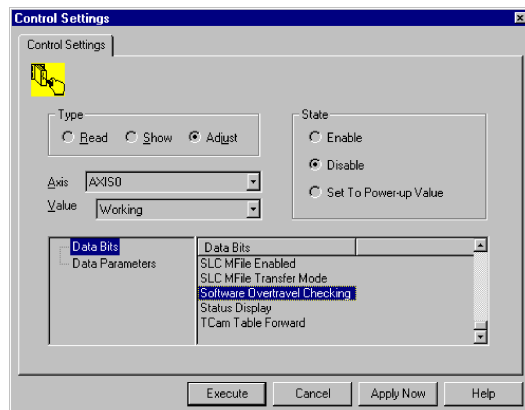 Control Settings
Control Settings
Type
Read Show Adjust
State
Enable
Disable
Set To Power-up Value
Axis AXIS0
Value Working
Data Bits
Data Parameters
Data Bits
SLC MFile Enabled
SLC MFile Transfer Mode
Software Overtravel Checking
Status Display
TCam Table Forward
Execute Cancel Apply Now Help